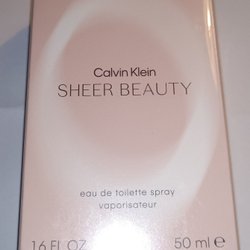 Calvin Klein
SHEER BEAUTY
eau de toilette spray
vaporisateur
1.6 FL OZ 50 ml e